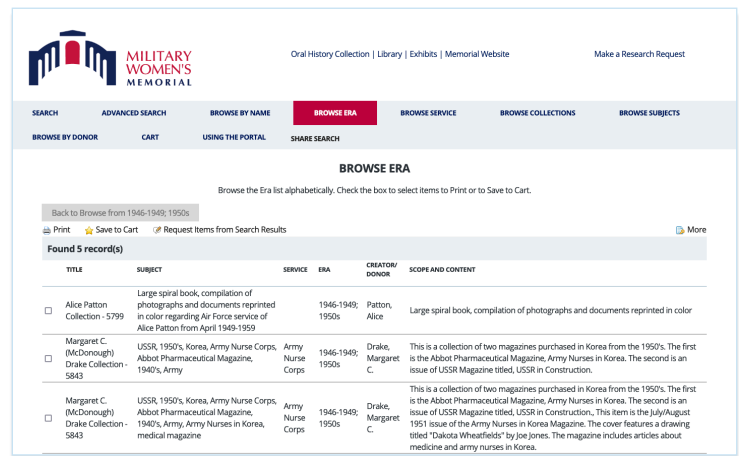 MILITARY
WOMEN'S
MEMORIAL
Oral History Collection | Library | Exhibits | Memorial Website
Make a Research Request
SEARCH
ADVANCED SEARCH
BROWSE BY NAME
BROWSE ERA
BROWSE SERVICE
BROWSE COLLECTIONS
BROWSE SUBJECTS
BROWSE BY DONOR
CART
USING THE PORTAL
SHARE SEARCH
BROWSE ERA
Browse the Era list alphabetically. Check the box to select items to Print or to Save to Cart.
Back to Browse from 1946-1949; 1950s
Print
Save to Cart
Request Items from Search Results
More
Found 5 record(s)
TITLE
SUBJECT
SERVICE
ERA
CREATOR/
DONOR
SCOPE AND CONTENT
Alice Patton
Collection - 5799
Large spiral book, compilation of
photographs and documents reprinted
in color regarding Air Force service of
Alice Patton from April 1949-1959
1946-1949;
1950s
Patton,
Alice
Large spiral book, compilation of photographs and documents reprinted in color
Margaret C.
(McDonough)
Drake Collection -
5843
USSR, 1950's, Korea, Army Nurse Corps,
Abbot Pharmaceutical Magazine,
1940's, Army
Army
Nurse
Corps
1946-1949;
1950s
Drake,
Margaret
C.
This is a collection of two magazines purchased in Korea from the 1950's. The first
is the Abbot Pharmaceutical Magazine, Army Nurses in Korea. The second is an
issue of USSR Magazine titled, USSR in Construction.
Margaret C.
(McDonough)
Drake Collection -
5843
USSR, 1950's, Korea, Army Nurse Corps,
Abbot Pharmaceutical Magazine,
1940's, Army, Army Nurses in Korea,
medical magazine
Army
Nurse
Corps
1946-1949;
1950s
Drake,
Margaret
C.
This is a collection of two magazines purchased in Korea from the 1950's. The first
is the Abbot Pharmaceutical Magazine, Army Nurses in Korea. The second is an
issue of USSR Magazine titled, USSR in Construction., This item is the July/August
1951 issue of the Army Nurses in Korea Magazine. The cover features a drawing
titled "Dakota Wheatfields" by Joe Jones. The magazine includes articles about
medicine and army nurses in Korea.